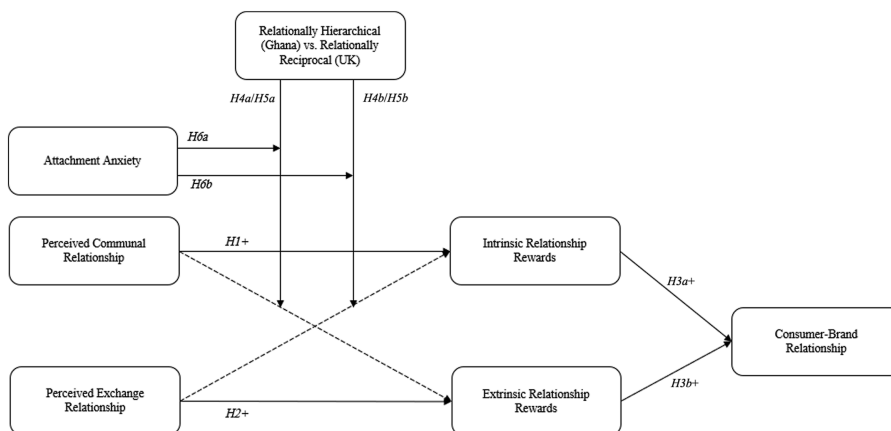 Relationally Hierarchical
(Ghana) vs. Relationally
Reciprocal (UK)
H4a/H5a
H4b/H5b
H6a
Attachment Anxiety
H6b
Perceived Communal
Relationship
H1+
Intrinsic Relationship
Rewards
H3a+
Consumer-Brand
Relationship
Perceived Exchange
Relationship
H2+
Extrinsic Relationship
Rewards
H3b+